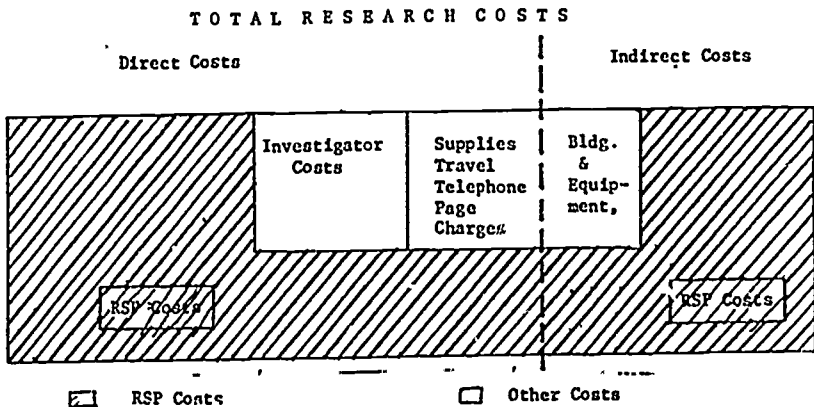 TOTAL RESEARCH COSTS
Direct Costs
Indirect Costs
Investigator
Costs
Supplies
Travel
Telephone
Page
Charges
Bldg.
&
Equip-
ment,
RSP Costs
RSP Costs
RSP Costs
Other Costs